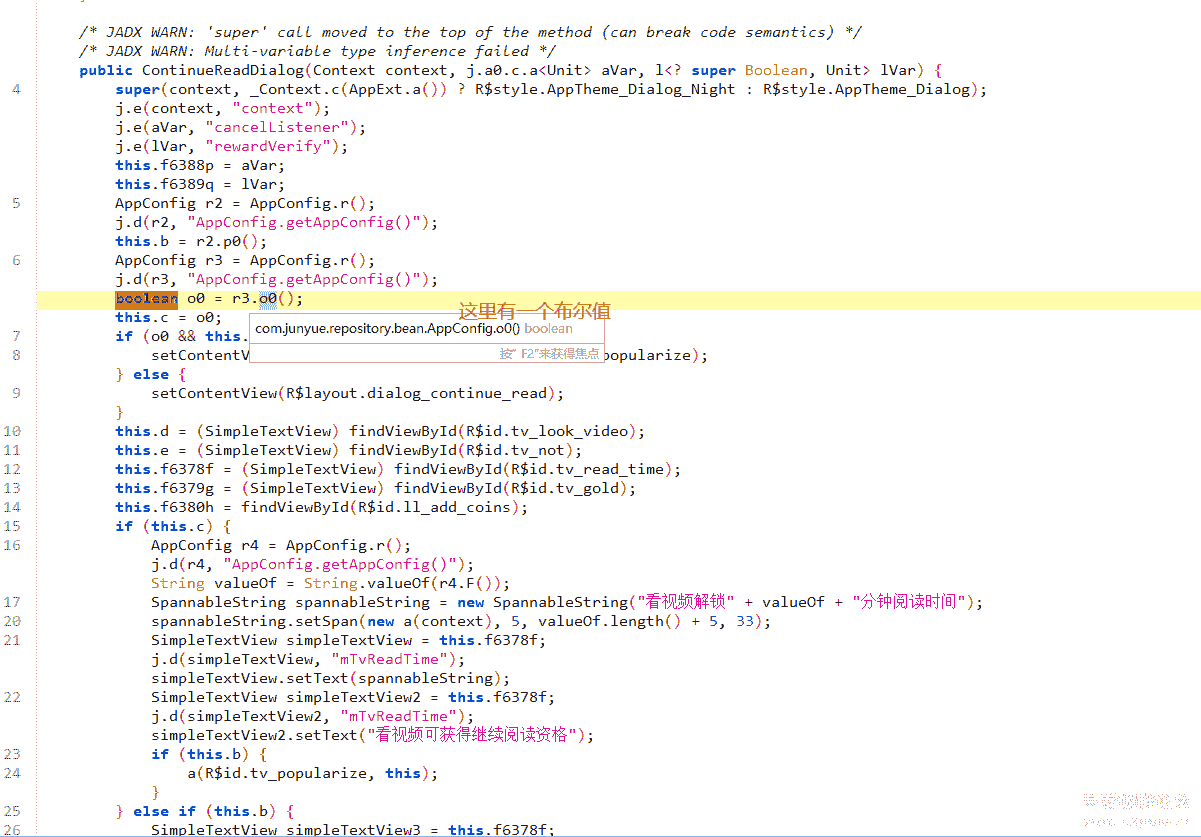 /* JADX WARN: 'super' call moved to the top of the method (can break code semantics) */
/* JADX WARN: Multi-variable type inference failed */
public ContinueReadDialog(Context context, j.a0.c.a<Unit> aVar, l<? super Boolean, Unit> lVar) {
4 super(context, _Context.c(AppExt.a()) ? R$style.AppTheme_Dialog_Night : R$style.AppTheme_Dialog);
j.e(context, "context");
j.e(aVar, "cancelListener");
j.e(lVar, "rewardVerify");
this.f6388p = aVar;
this.f6389q = lVar;
5 AppConfig r2 = AppConfig.r();
j.d(r2, "AppConfig.getAppConfig()");
this.b = r2.p0();
6 AppConfig r3 = AppConfig.r();
j.d(r3, "AppConfig.getAppConfig()");
boolean o0 = r3.o0();
这里有一个布尔值
this.c = o0;
com.junyue.repository.bean.AppConfig.o0() boolean
7 if (o0 && this.
按" F2"来获得焦点
8 setContentV opularize);
} else {
9 setContentView(R$layout.dialog_continue_read);
}
10 this.d = (SimpleTextView) findViewById(R$id.tv_look_video);
11 this.e = (SimpleTextView) findViewById(R$id.tv_not);
12 this.f6378f = (SimpleTextView) findViewById(R$id.tv_read_time);
13 this.f6379g = (SimpleTextView) findViewById(R$id.tv_gold);
14 this.f6380h = findViewById(R$id.ll_add_coins);
15 if (this.c) {
16 AppConfig r4 = AppConfig.r();
j.d(r4, "AppConfig.getAppConfig()");
String valueOf = String.valueOf(r4.F());
17 SpannableString spannableString = new SpannableString("看视频解锁" + valueOf + "分钟阅读时间");
20 spannableString.setSpan(new a(context), 5, valueOf.length() + 5, 33);
21 SimpleTextView simpleTextView = this.f6378f;
j.d(simpleTextView, "mTvReadTime");
simpleTextView.setText(spannableString);
22 SimpleTextView simpleTextView2 = this.f6378f;
j.d(simpleTextView2, "mTvReadTime");
simpleTextView2.setText("看视频可获得继续阅读资格");
23 if (this.b) {
24 a(R$id.tv_popularize, this);
}
25 } else if (this.b) {
26 SimpleTextView simpleTextView3 = this.f6378f;